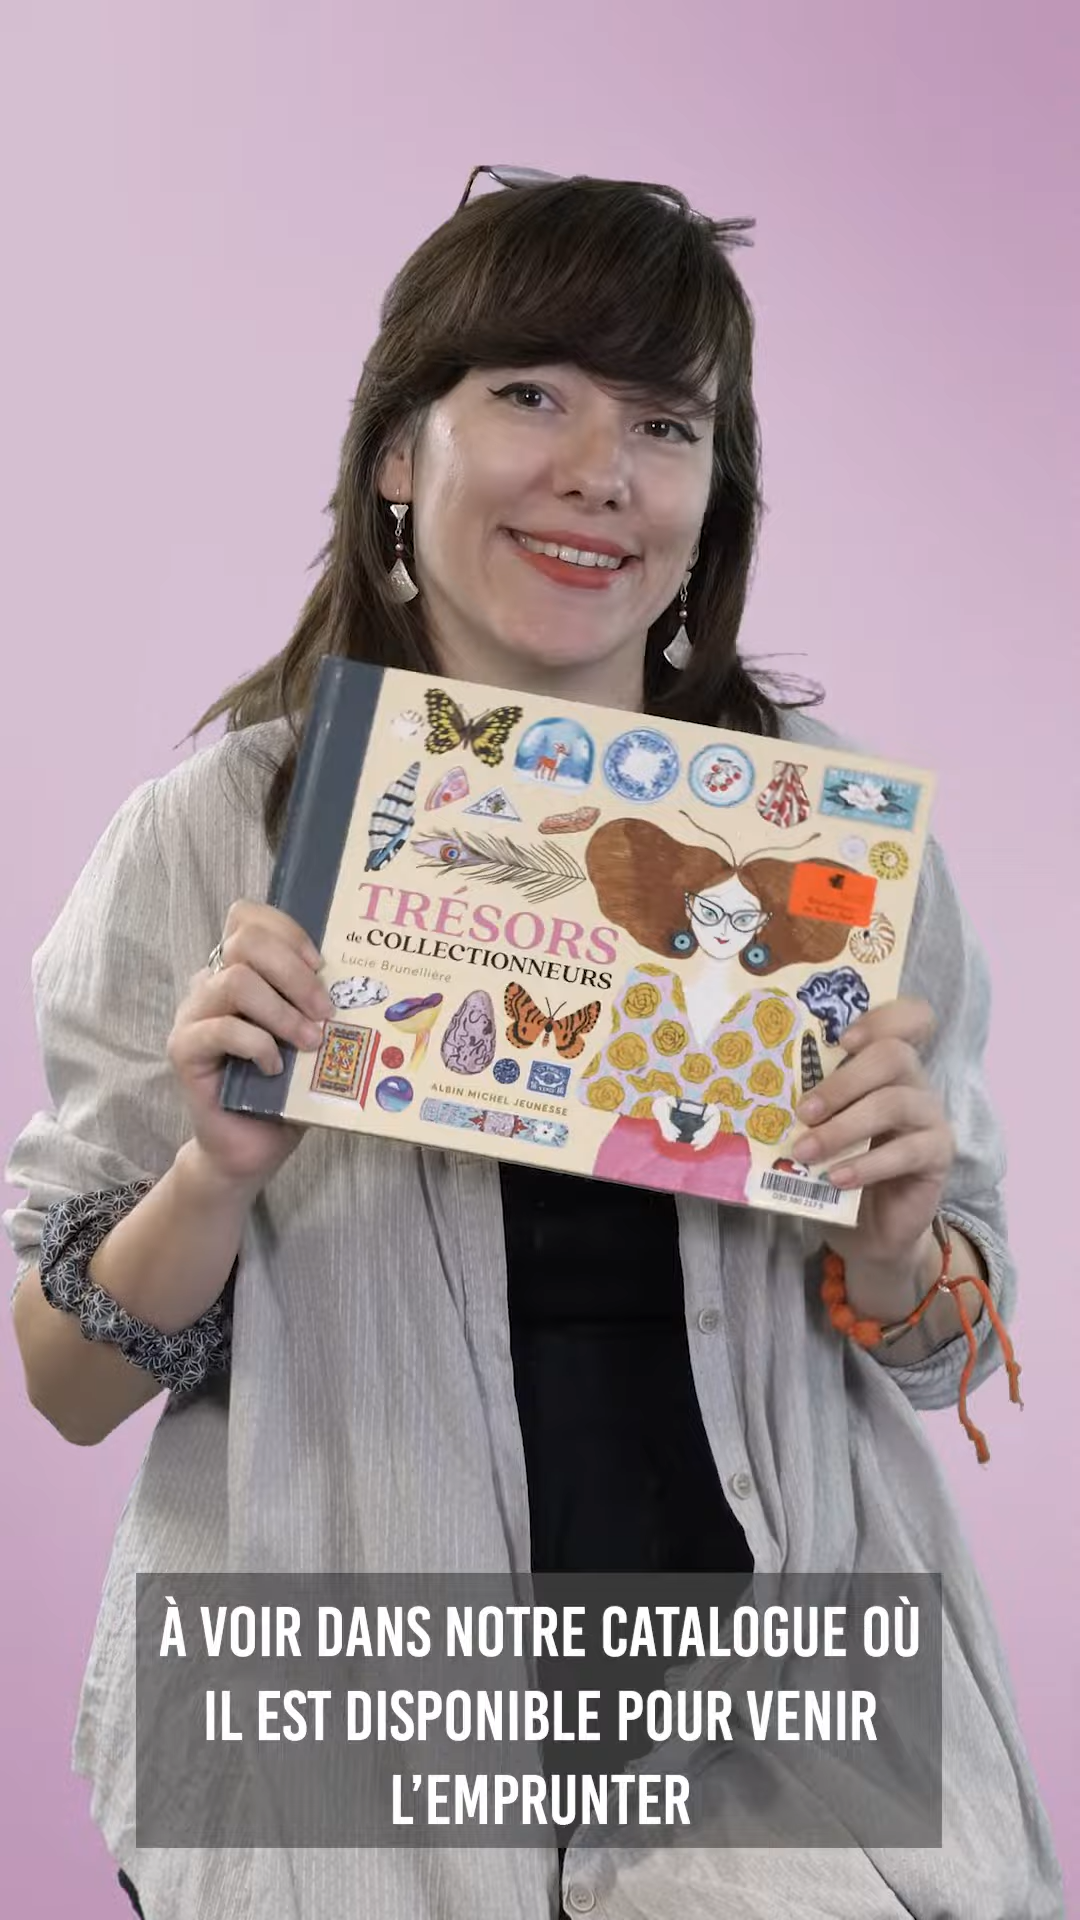 TRÉSORS
de COLLECTIONNEURS
Lucie Brunellière
ALBIN MICHEL JEUNESSE
À VOIR DANS NOTRE CATALOGUE OÙ
IL EST DISPONIBLE POUR VENIR
L'EMPRUNTER